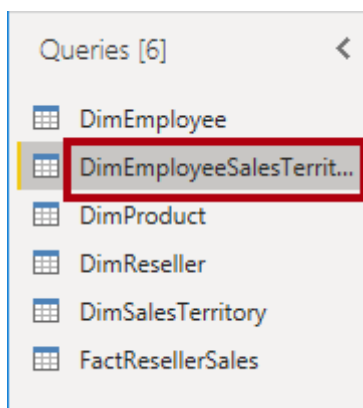 Queries [6]
DimEmployee
DimEmployeeSalesTerrit...
DimProduct
DimReseller
DimSalesTerritory
FactResellerSales